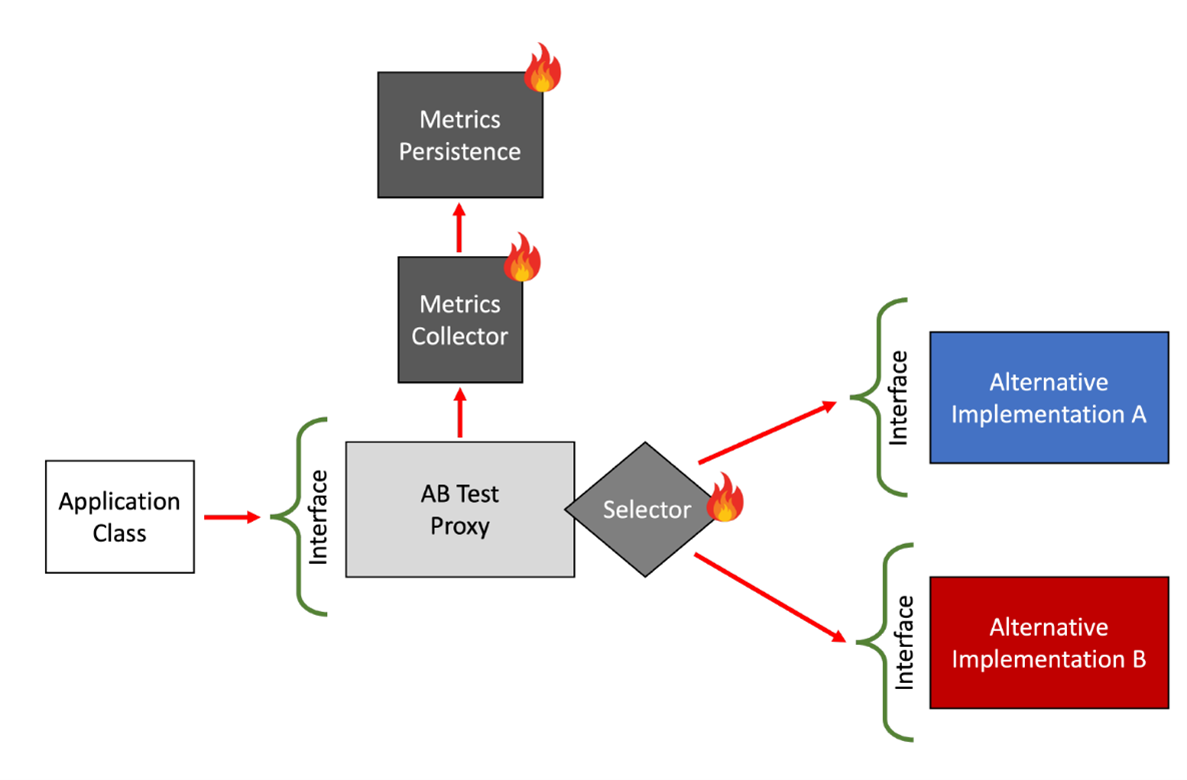 Metrics
Persistence
Metrics
Collector
Application
Class
Interface
AB Test
Proxy
Selector
Interface
Alternative
Implementation A
Interface
Alternative
Implementation B